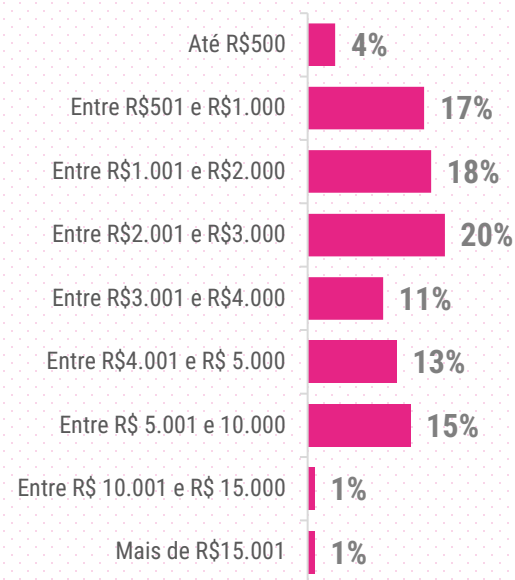 Até R$500 4%
Entre R$501 e R$1.000 17%
Entre R$1.001 e R$2.000 18%
Entre R$2.001 e R$3.000 20%
Entre R$3.001 e R$4.000 11%
Entre R$4.001 e R$ 5.000 13%
Entre R$ 5.001 e 10.000 15%
Entre R$ 10.001 e R$ 15.000 1%
Mais de R$15.001 1%